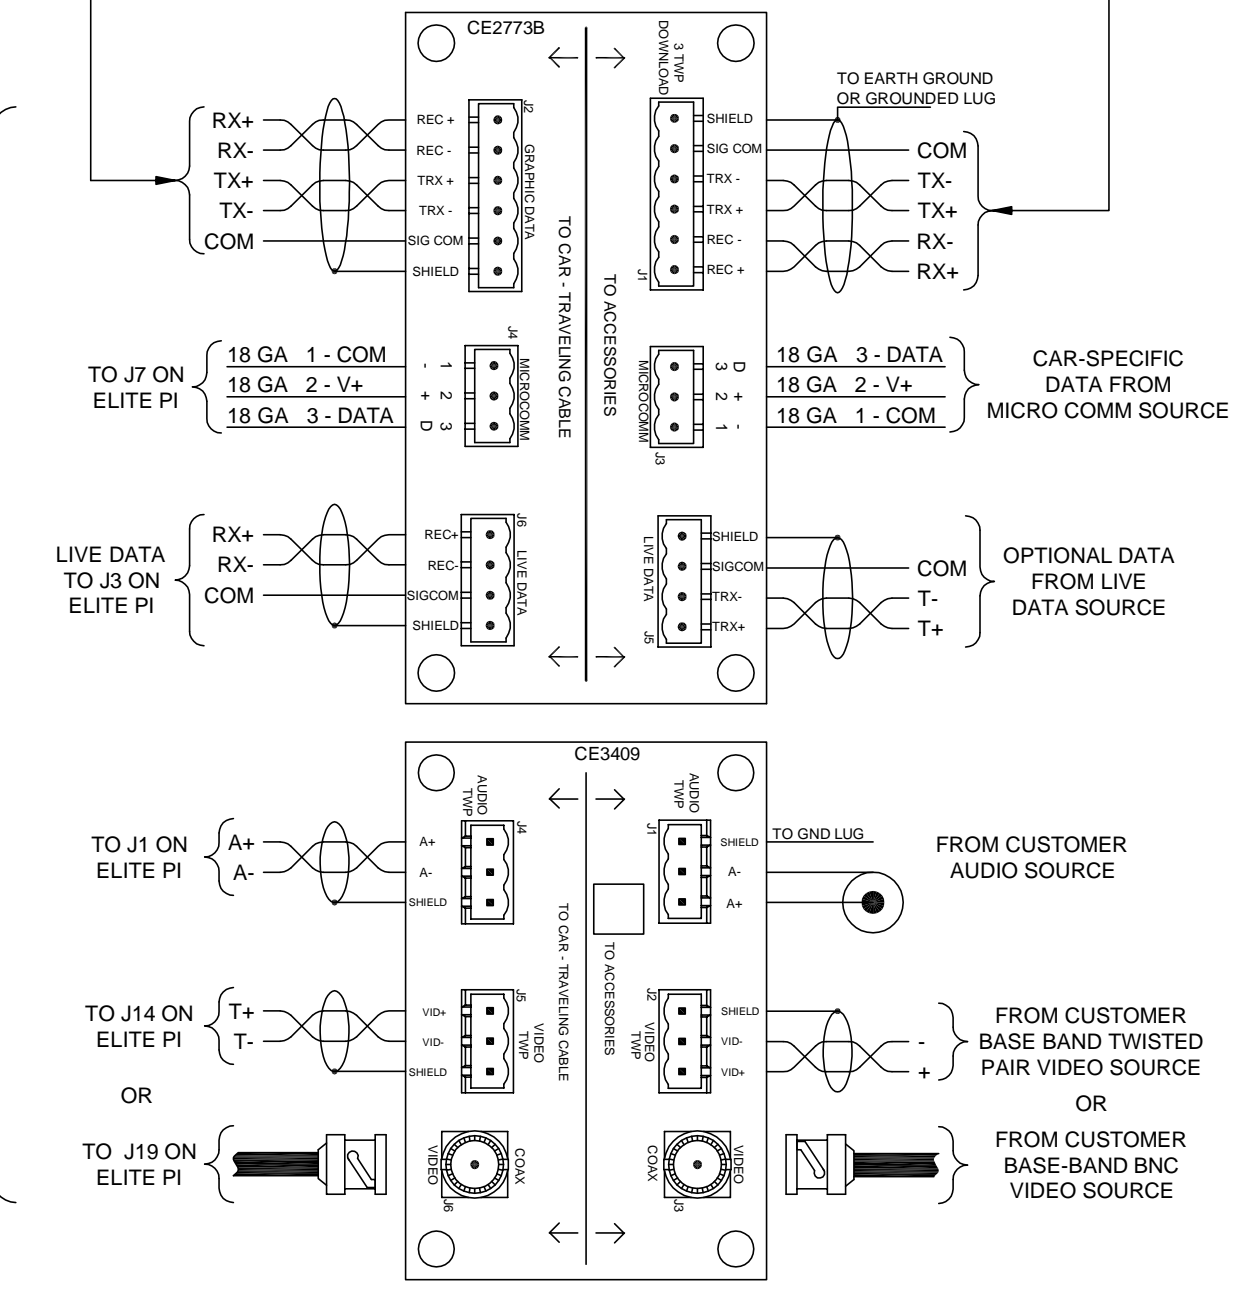 CE2773B
3 TWP
DOWNLOAD
TO EARTH GROUND
OR GROUNDED LUG
RX+
RX-
TX+
TX-
COM
REC +
REC -
TRX +
TRX -
SIG COM
SHIELD
J2
GRAPHIC DATA
SHIELD
SIG COM
TRX -
TRX +
REC -
REC +
J1
COM
TX-
TX+
RX-
RX+
TO CAR - TRAVELING CABLE
TO ACCESSORIES
TO J7 ON
ELITE PI
18 GA 1 - COM
18 GA 2 - V+
18 GA 3 - DATA
- 1
+ 2
D 3
J4
MICROCOMM
MICROCOMM
J3
3 D
2 +
1 -
18 GA 3 - DATA
18 GA 2 - V+
18 GA 1 - COM
CAR-SPECIFIC
DATA FROM
MICRO COMM SOURCE
LIVE DATA
TO J3 ON
ELITE PI
RX+
RX-
COM
REC+
REC-
SIGCOM
SHIELD
J6
LIVE DATA
LIVE DATA
J5
SHIELD
SIGCOM
TRX-
TRX+
COM
T-
T+
OPTIONAL DATA
FROM LIVE
DATA SOURCE
CE3409
AUDIO
TWP
AUDIO
TWP
TO J1 ON
ELITE PI
A+
A-
A+
A-
SHIELD
J4
J1
SHIELD
A-
A+
TO GND LUG
FROM CUSTOMER
AUDIO SOURCE
TO CAR - TRAVELING CABLE
TO ACCESSORIES
TO J14 ON
ELITE PI
T+
T-
VID+
VID-
SHIELD
J5
VIDEO
TWP
J2
VIDEO
TWP
SHIELD
VID-
VID+
-
+
FROM CUSTOMER
BASE BAND TWISTED
PAIR VIDEO SOURCE
OR
OR
TO J19 ON
ELITE PI
VIDEO
COAX
J6
COAX
VIDEO
J3
FROM CUSTOMER
BASE-BAND BNC
VIDEO SOURCE